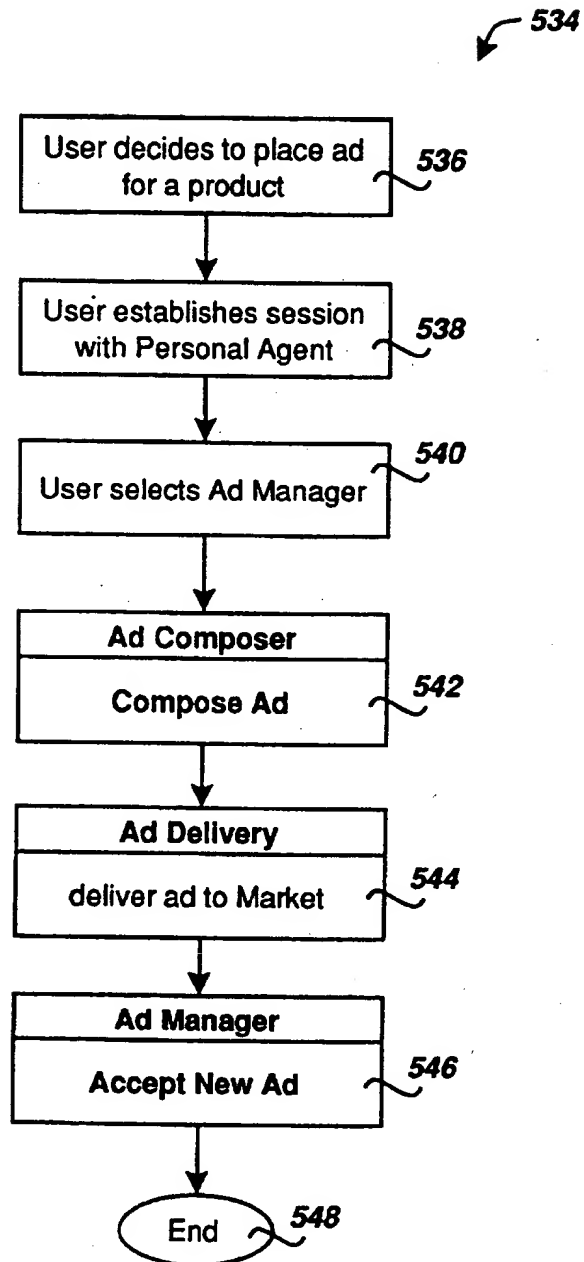 534
User decides to place ad
for a product
536
User establishes session
with Personal Agent
538
User selects Ad Manager
540
Ad Composer
Compose Ad
542
Ad Delivery
deliver ad to Market
544
Ad Manager
Accept New Ad
546
End
548